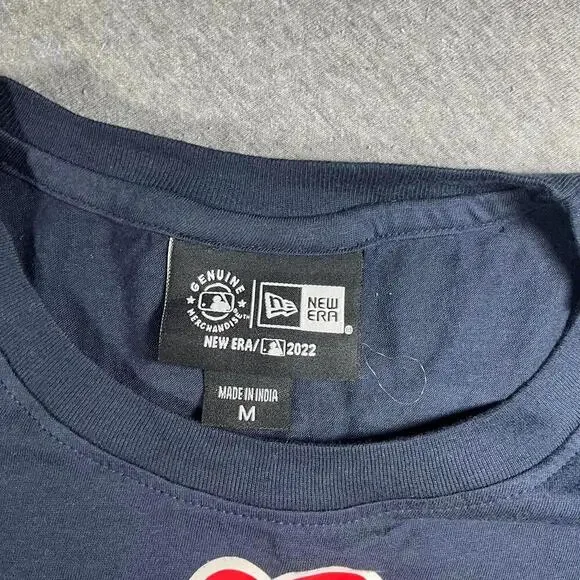 GENUINE
MERCHANDISE
NEW
ERA
NEW ERA/ 2022
MADE IN INDIA
M